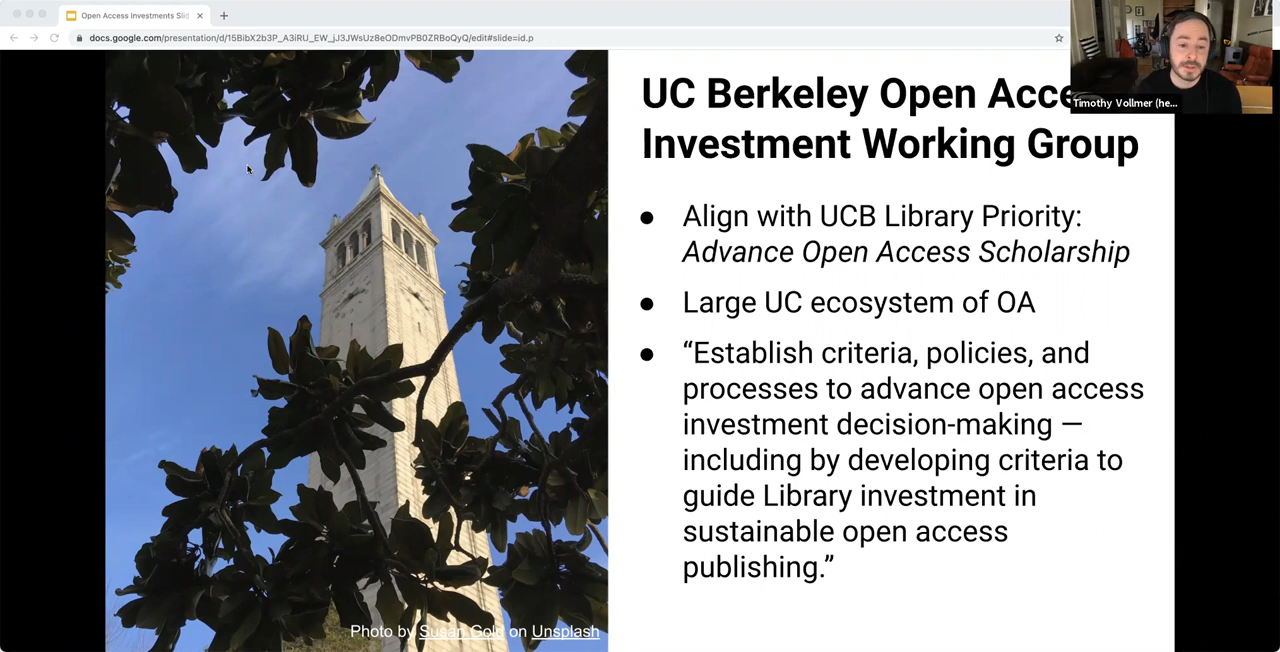 Open Access Investments Slid
docs.google.com/presentation/d/15BibX2b3P_A3iRU_EW_jJ3JWsUz8eODmvPB0ZRBoQyQ/edit#slide=id.p
Timothy Vollmer (he...
UC Berkeley Open Acce
Investment Working Group
● Align with UCB Library Priority:
Advance Open Access Scholarship
● Large UC ecosystem of OA
● “Establish criteria, policies, and
processes to advance open access
investment decision-making —
including by developing criteria to
guide Library investment in
sustainable open access
publishing.”
Photo by Susan Gold on Unsplash